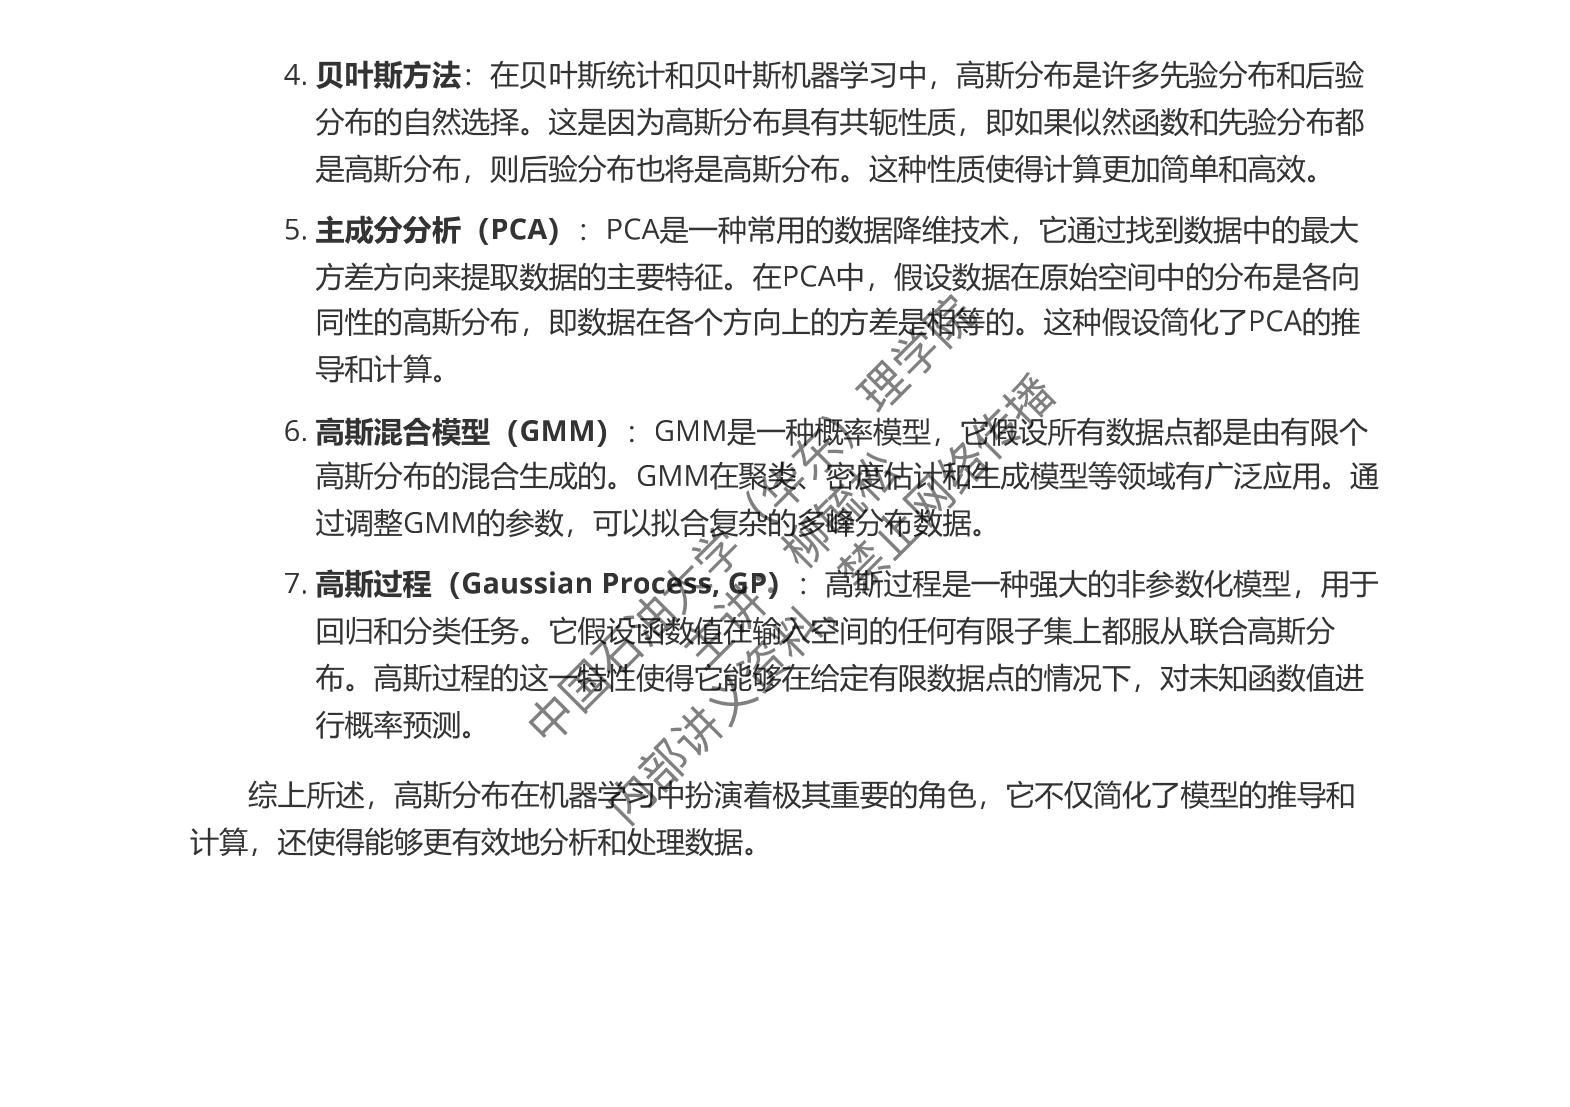 4. 贝叶斯方法：在贝叶斯统计和贝叶斯机器学习中，高斯分布是许多先验分布和后验
分布的自然选择。这是因为高斯分布具有共轭性质，即如果似然函数和先验分布都
是高斯分布，则后验分布也将是高斯分布。这种性质使得计算更加简单和高效。
5. 主成分分析（PCA）：PCA是一种常用的数据降维技术，它通过找到数据中的最大
方差方向来提取数据的主要特征。在PCA中，假设数据在原始空间中的分布是各向
同性的高斯分布，即数据在各个方向上的方差是相等的。这种假设简化了PCA的推
导和计算。
6. 高斯混合模型（GMM）：GMM是一种概率模型，它假设所有数据点都是由有限个
高斯分布的混合生成的。GMM在聚类、密度估计和生成模型等领域有广泛应用。通
过调整GMM的参数，可以拟合复杂的多峰分布数据。
7. 高斯过程（Gaussian Process, GP）：高斯过程是一种强大的非参数化模型，用于
回归和分类任务。它假设函数值在输入空间的任何有限子集上都服从联合高斯分
布。高斯过程的这一特性使得它能够在给定有限数据点的情况下，对未知函数值进
行概率预测。
综上所述，高斯分布在机器学习中扮演着极其重要的角色，它不仅简化了模型的推导和
计算，还使得能够更有效地分析和处理数据。
中国石油大学（华东）理学院
主讲：柳毓松
内部讲义资料，禁止网络传播